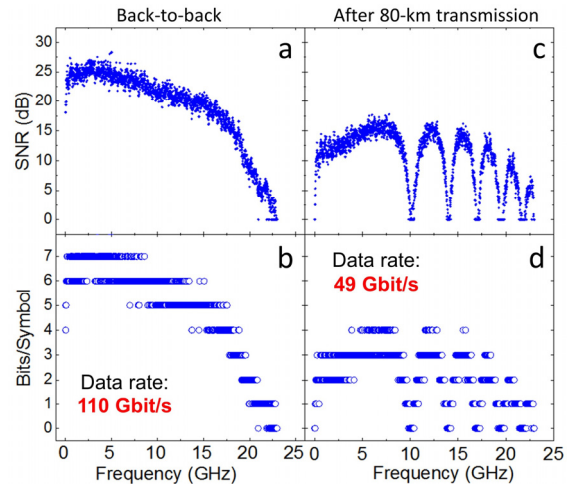 Back-to-back
After 80-km transmission
a
c
SNR (dB)
30
25
20
15
10
5
0
b
d
Bits/Symbol
7
6
5
4
3
2
1
0
Data rate:
110 Gbit/s
Data rate:
49 Gbit/s
0 5 10 15 20 25
0 5 10 15 20 25
Frequency (GHz)
Frequency (GHz)